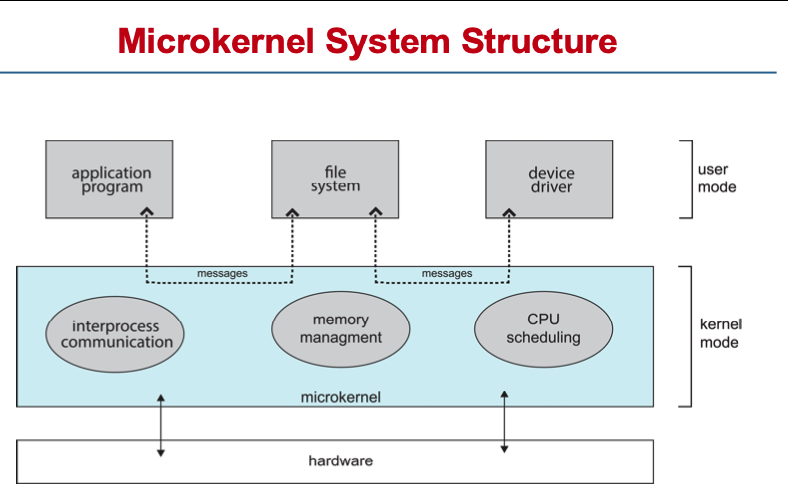 Microkernel System Structure
application
program
file
system
device
driver
user
mode
messages
messages
interprocess
communication
memory
managment
CPU
scheduling
kernel
mode
microkernel
hardware